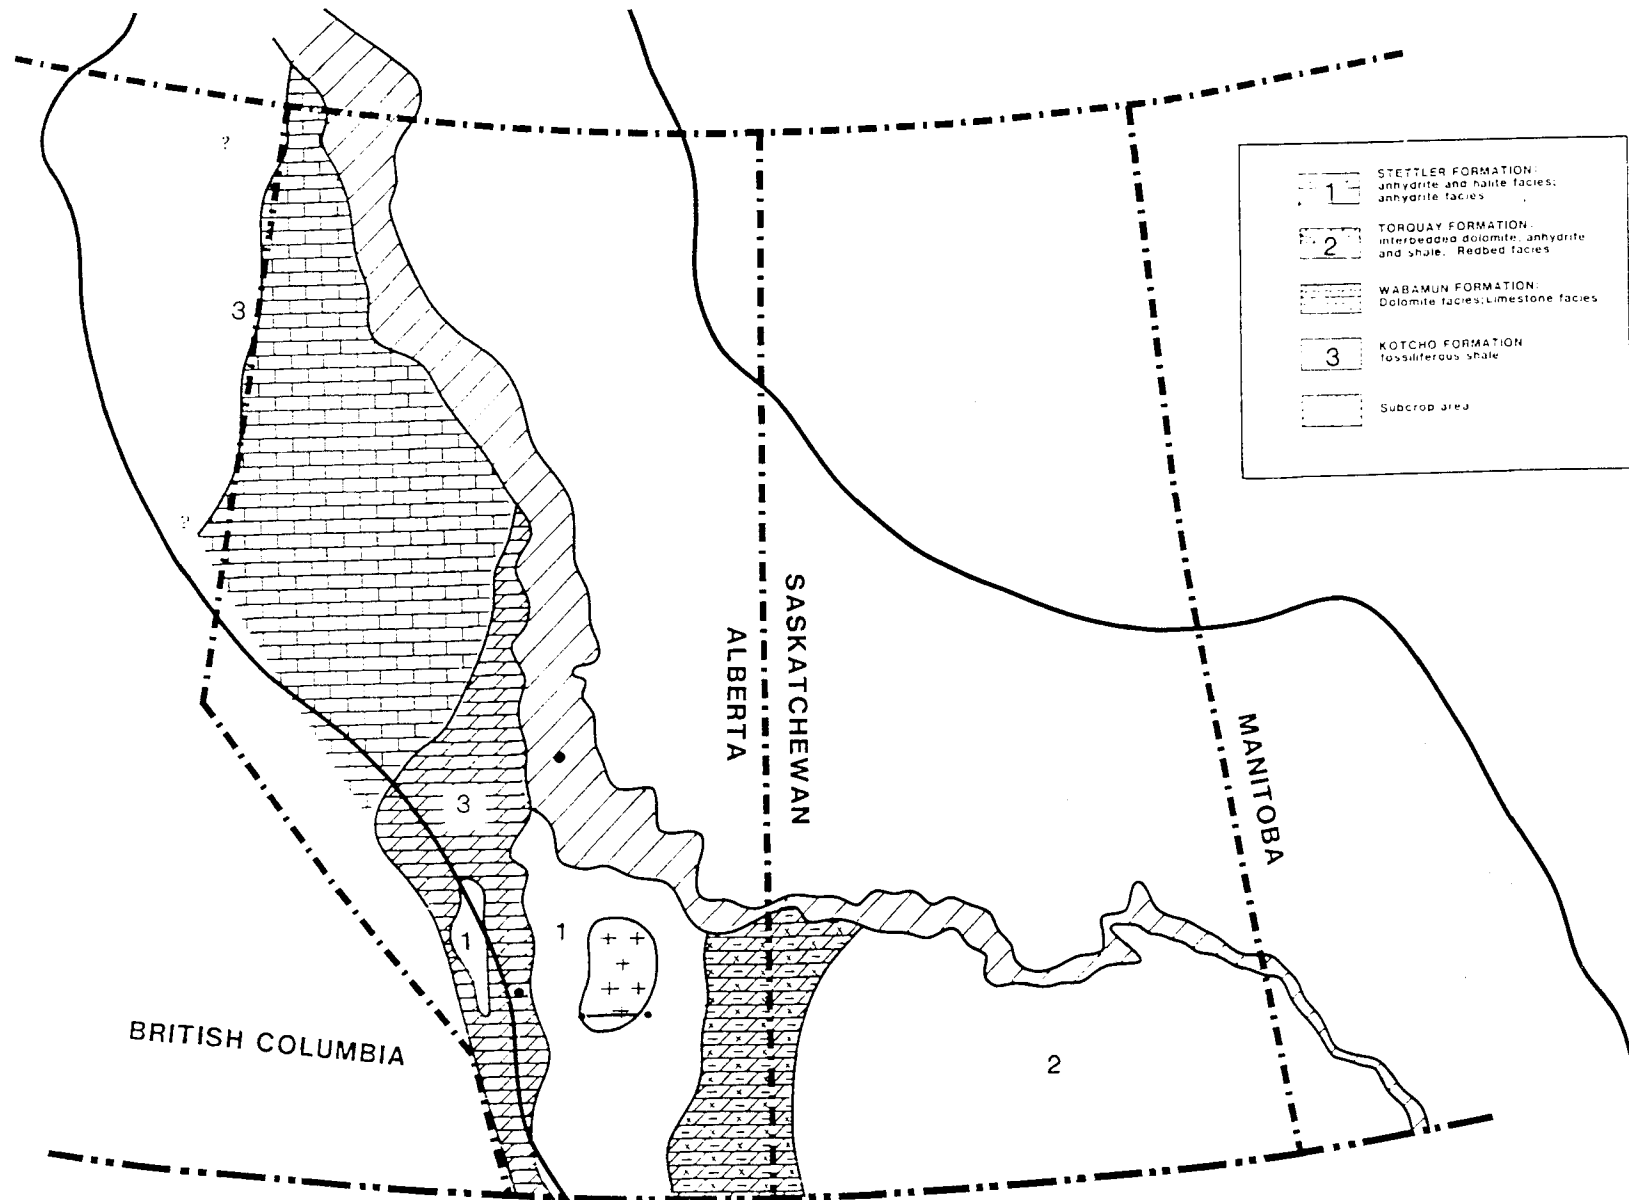 ?
1
STETTLER FORMATION:
anhydrite and halite facies;
anhydrite facies
2
TORQUAY FORMATION:
interbedded dolomite, anhydrite
and shale. Redbed facies
WABAMUN FORMATION:
Dolomite facies; Limestone facies
3
KOTCHO FORMATION
fossiliferous shale
Subcrop area
3
?
SASKATCHEWAN
ALBERTA
MANITOBA
3
1
1
BRITISH COLUMBIA
2